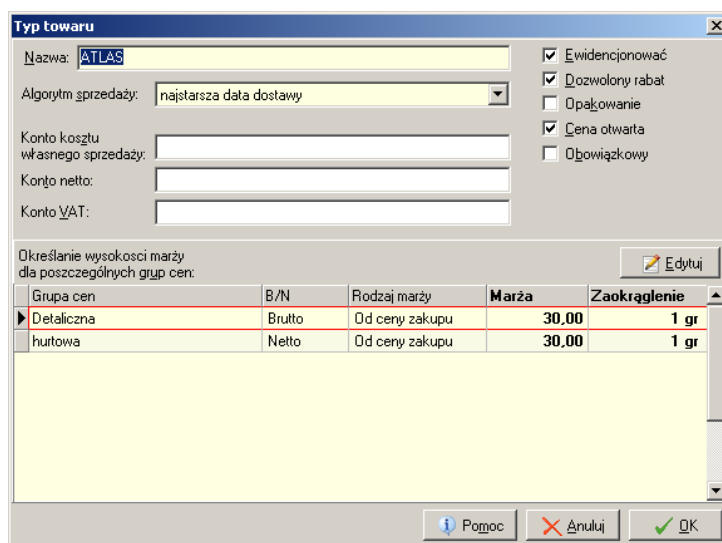 Typ towaru
Nazwa: ATLAS
Ewidencjonować
Dozwolony rabat
Algorytm sprzedaży: najstarsza data dostawy
Opakowanie
Cena otwarta
Konto kosztu
własnego sprzedaży:
Obowiązkowy
Konto netto:
Konto VAT:
Określanie wysokosci marży
dla poszczególnych grup cen:
Edytuj
Grupa cen B/N Rodzaj marży Marża Zaokrąglenie
Detaliczna Brutto Od ceny zakupu 30,00 1 gr
hurtowa Netto Od ceny zakupu 30,00 1 gr
Pomoc Anuluj OK